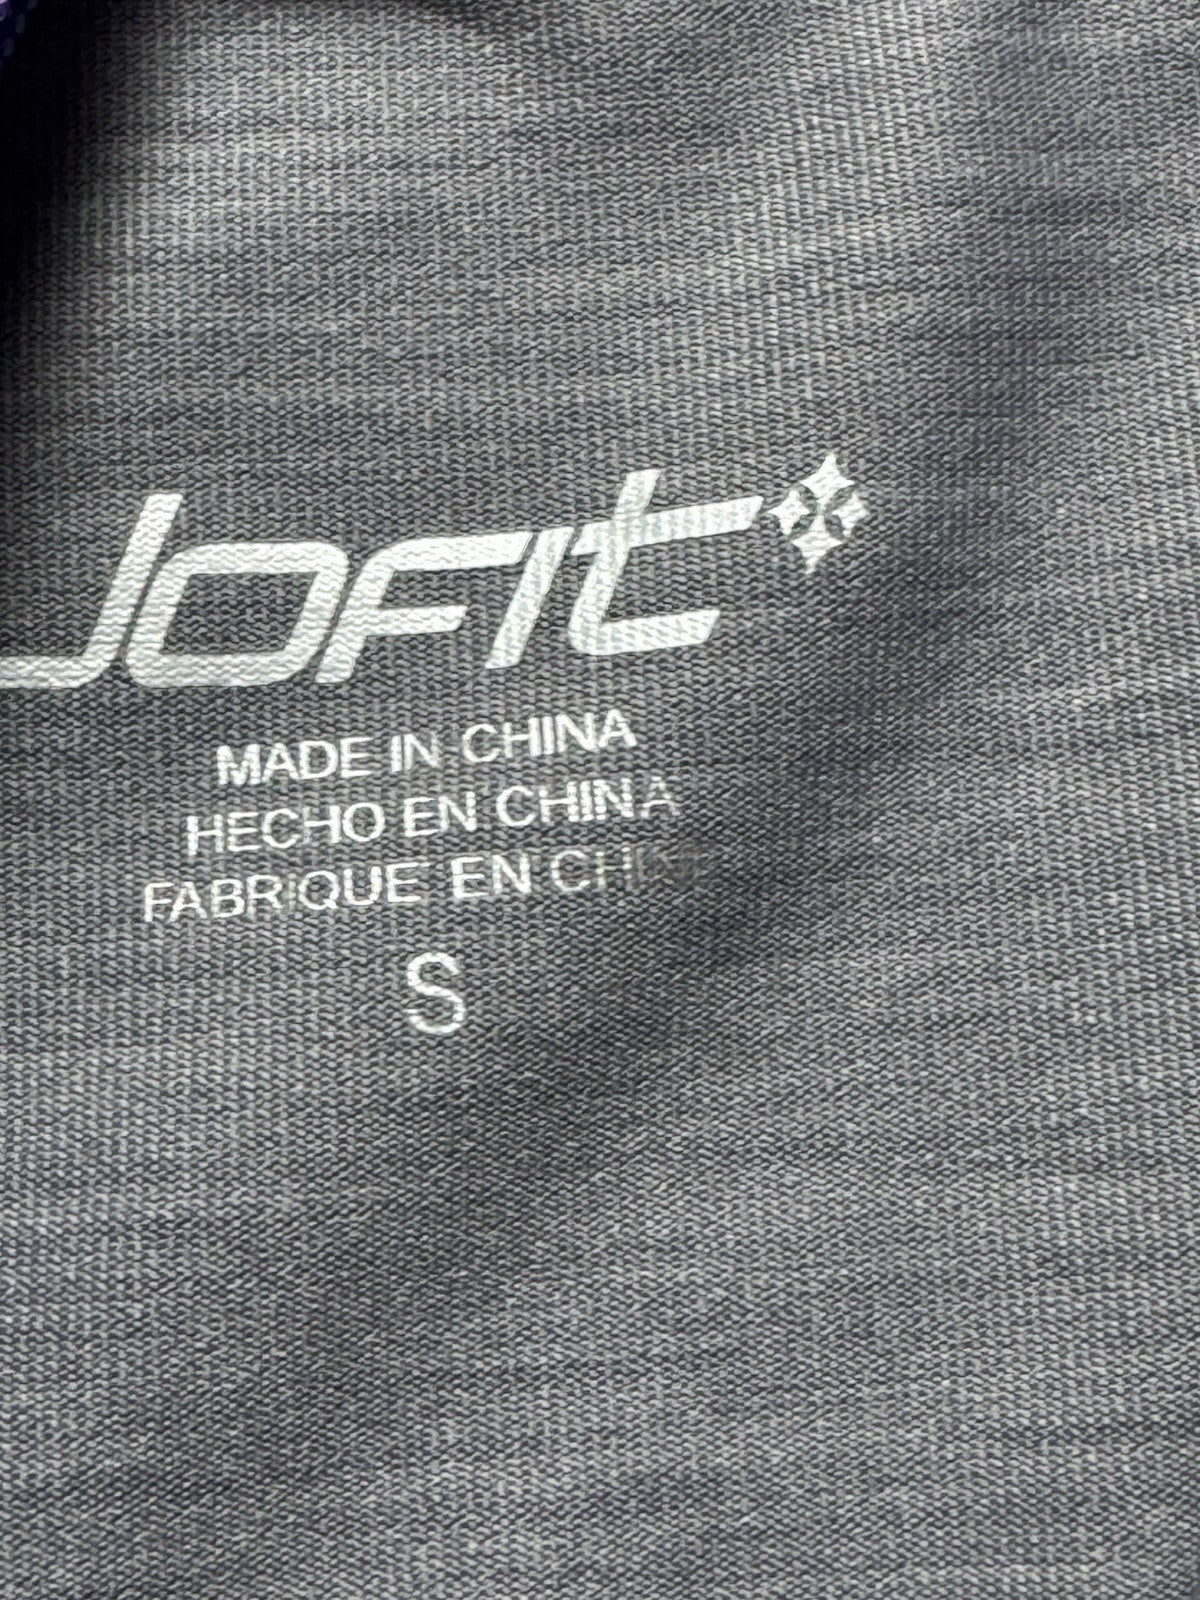 JOFit
MADE IN CHINA
HECHO EN CHINA
FABRIQUE EN
S